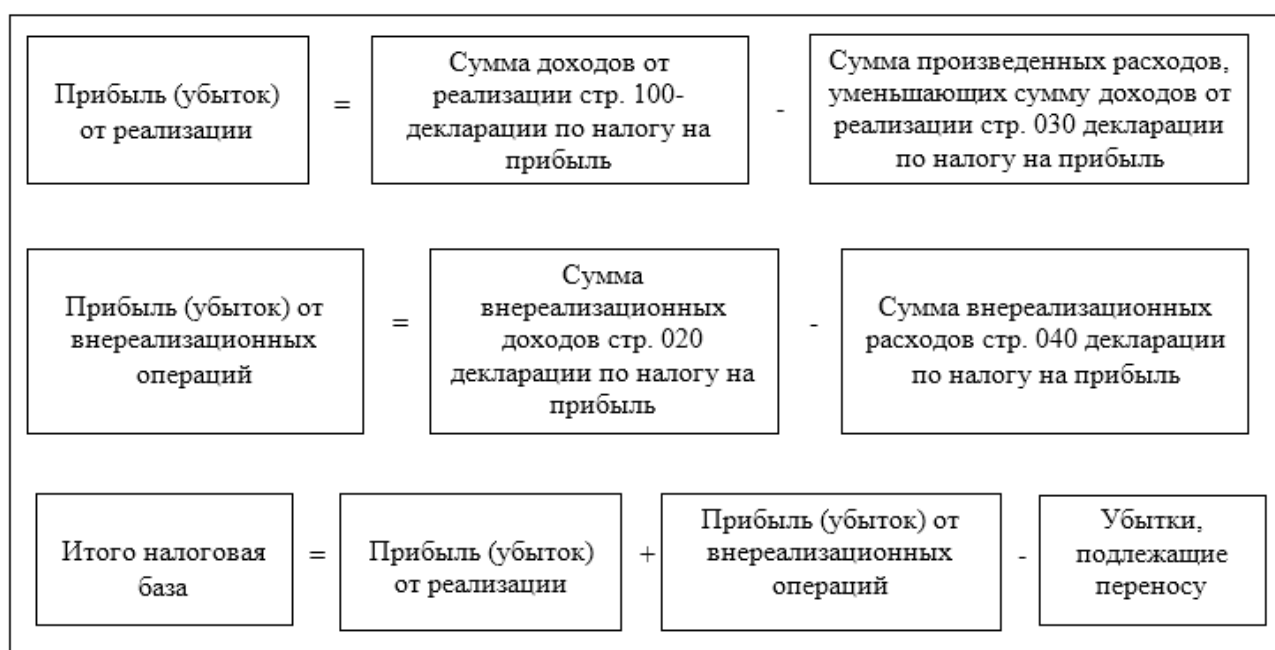 Прибыль (убыток)
от реализации
=
Сумма доходов от
реализации стр. 100-
декларации по налогу на
прибыль
-
Сумма произведенных расходов,
уменьшающих сумму доходов от
реализации стр. 030 декларации
по налогу на прибыль
Прибыль (убыток) от
внереализационных
операций
=
Сумма
внереализационных
доходов стр. 020
декларации по налогу на
прибыль
-
Сумма внереализационных
расходов стр. 040 декларации
по налогу на прибыль
Итого налоговая
база
=
Прибыль (убыток)
от реализации
+
Прибыль (убыток) от
внереализационных
операций
-
Убытки,
подлежащие
переносу